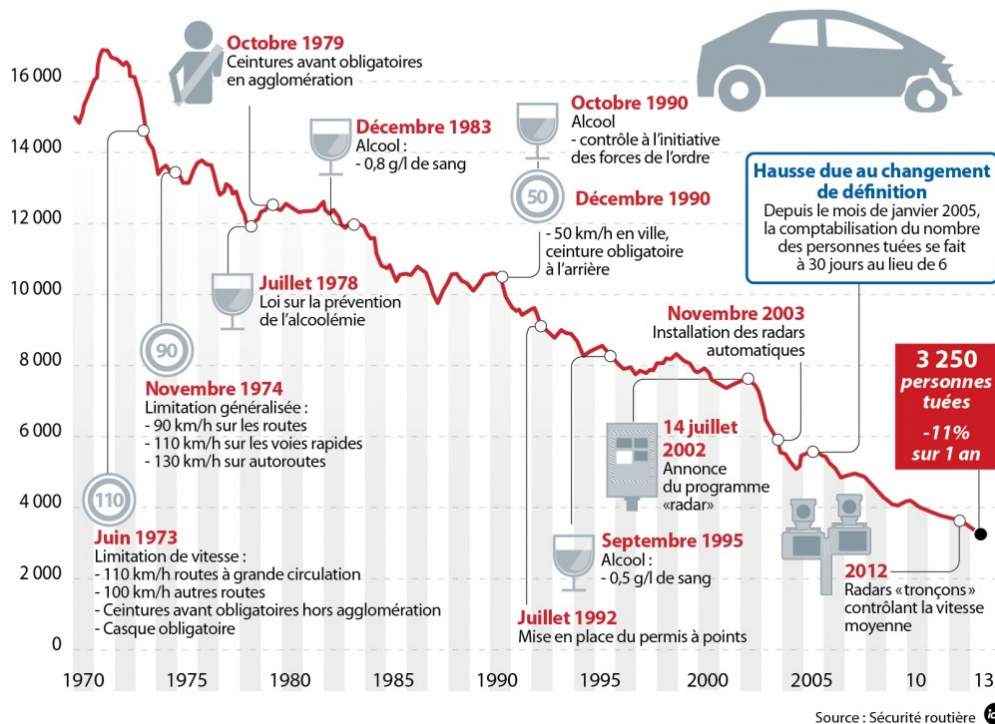 Octobre 1979
Ceintures avant obligatoires
en agglomération
Décembre 1983
Alcool :
- 0,8 g/l de sang
Octobre 1990
Alcool
- contrôle à l'initiative
des forces de l'ordre
50
Décembre 1990
- 50 km/h en ville,
ceinture obligatoire
à l'arrière
Hausse due au changement
de définition
Depuis le mois de janvier 2005,
la comptabilisation du nombre
des personnes tuées se fait
à 30 jours au lieu de 6
Juillet 1978
Loi sur la prévention
de l'alcoolémie
90
Novembre 1974
Limitation généralisée :
- 90 km/h sur les routes
- 110 km/h sur les voies rapides
- 130 km/h sur autoroutes
110
Juin 1973
Limitation de vitesse :
- 110 km/h routes à grande circulation
- 100 km/h autres routes
- Ceintures avant obligatoires hors agglomération
- Casque obligatoire
Novembre 2003
Installation des radars
automatiques
14 juillet
2002
Annonce
du programme
«radar»
Septembre 1995
Alcool :
- 0,5 g/l de sang
Juillet 1992
Mise en place du permis à points
2012
Radars «tronçons»
contrôlant la vitesse
moyenne
3 250
personnes
tuées
-11%
sur 1 an
16 000
14 000
12 000
10 000
8 000
6 000
4 000
2 000
0
1970 1975 1980 1985 1990 1995 2000 2005 10 13
Source : Sécurité routière